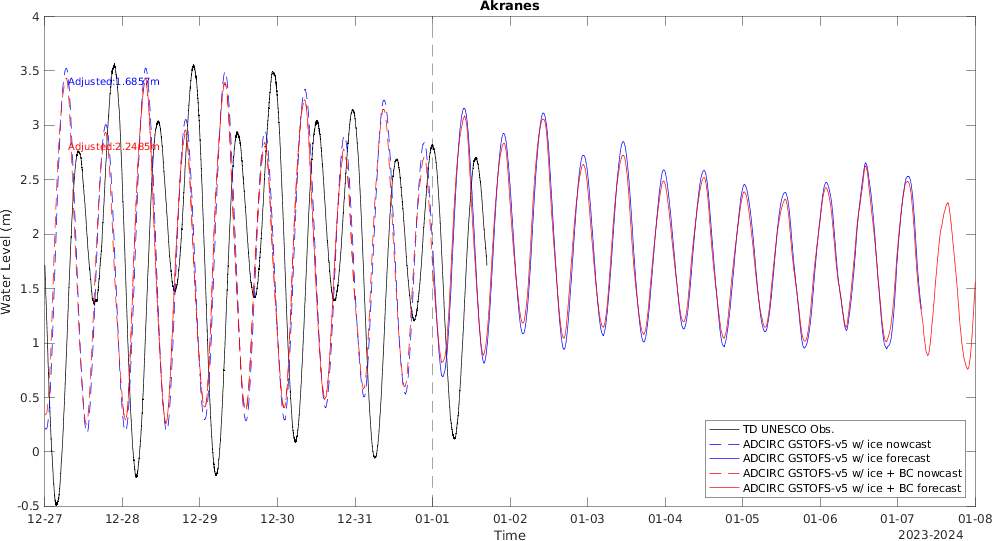 Akranes
4
3.5
3
2.5
2
1.5
1
0.5
0
-0.5
Water Level (m)
Adjusted:1.6857m
Adjusted:2.2485m
TD UNESCO Obs.
ADCIRC GSTOFS-v5 w/ ice nowcast
ADCIRC GSTOFS-v5 w/ ice forecast
ADCIRC GSTOFS-v5 w/ ice + BC nowcast
ADCIRC GSTOFS-v5 w/ ice + BC forecast
12-27 12-28 12-29 12-30 12-31 01-01 01-02 01-03 01-04 01-05 01-06 01-07 01-08
Time
2023-2024